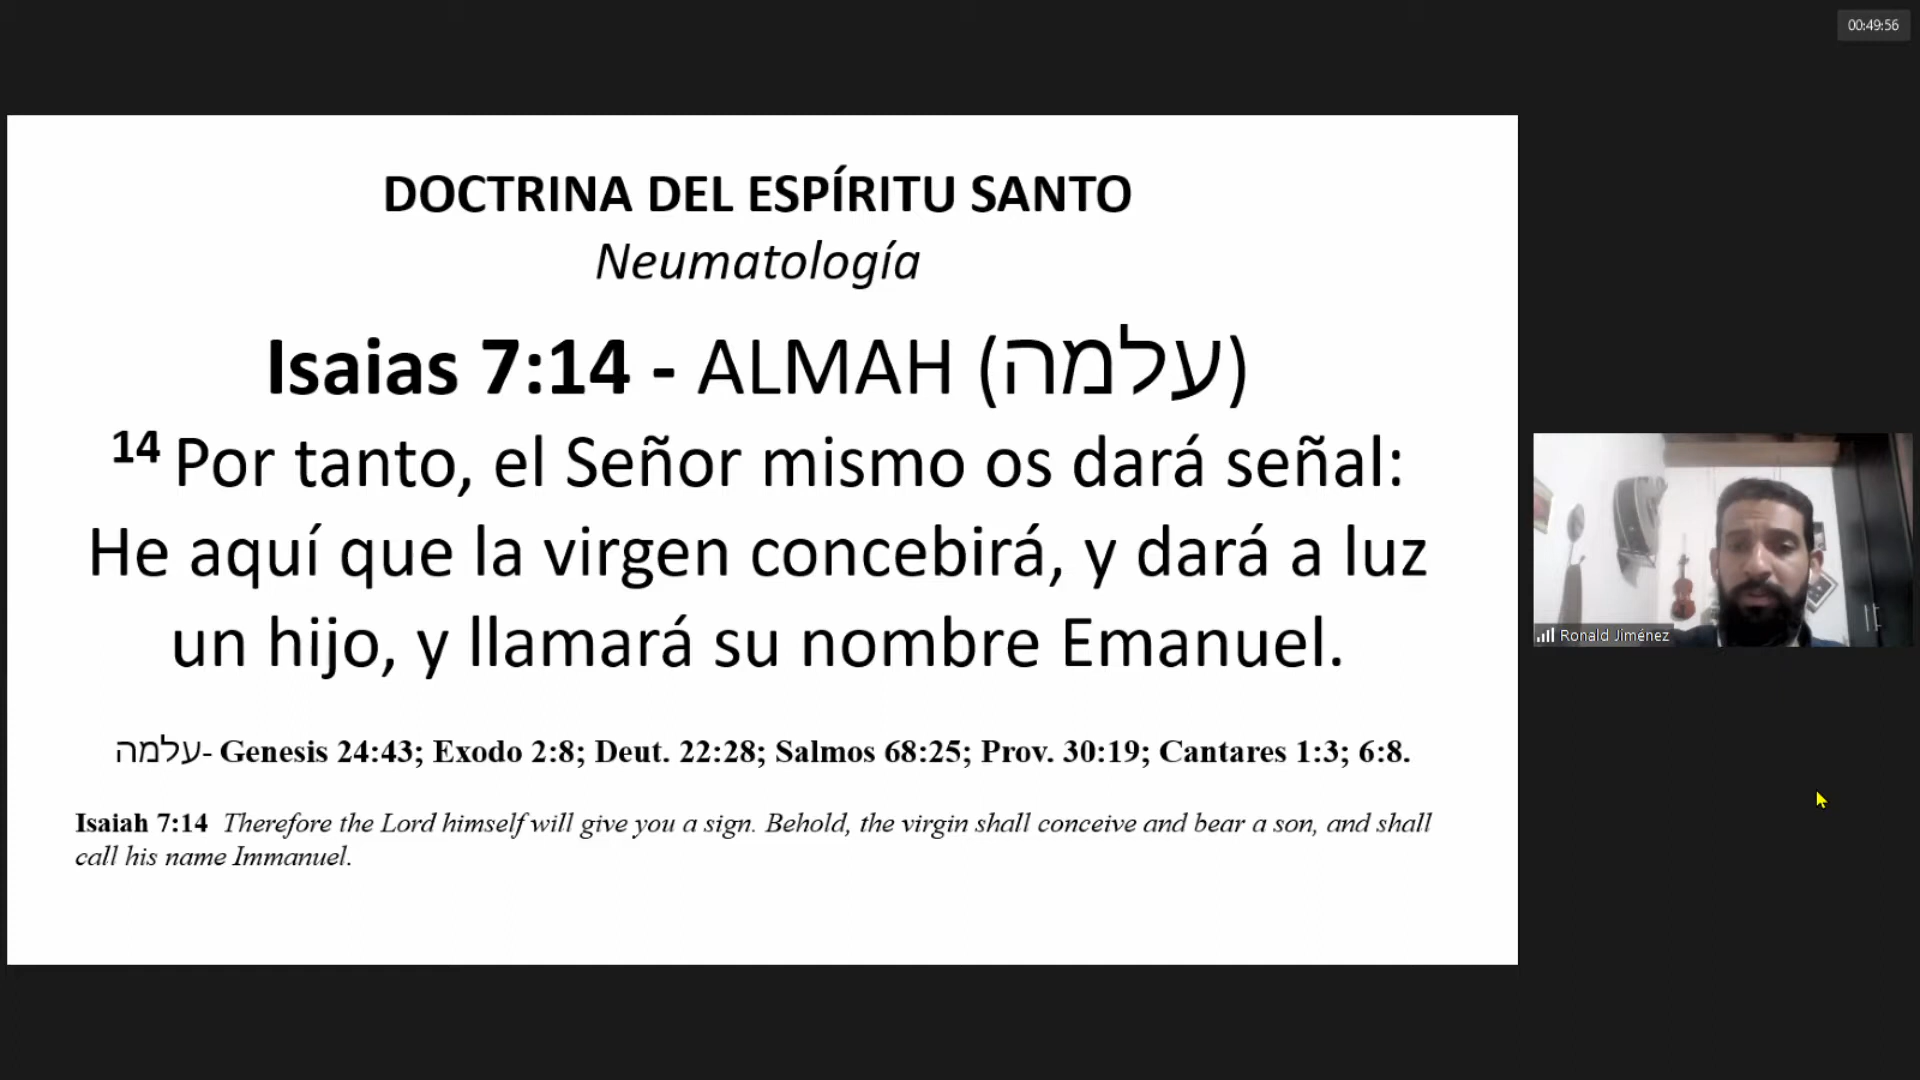 00:49:56
DOCTRINA DEL ESPÍRITU SANTO
Neumatología
Isaias 7:14 - ALMAH (עלמה)
14 Por tanto, el Señor mismo os dará señal:
He aquí que la virgen concebirá, y dará a luz
un hijo, y llamará su nombre Emanuel.
עלמה- Genesis 24:43; Exodo 2:8; Deut. 22:28; Salmos 68:25; Prov. 30:19; Cantares 1:3; 6:8.
Isaiah 7:14 Therefore the Lord himself will give you a sign. Behold, the virgin shall conceive and bear a son, and shall
call his name Immanuel.
Ronald Jiménez